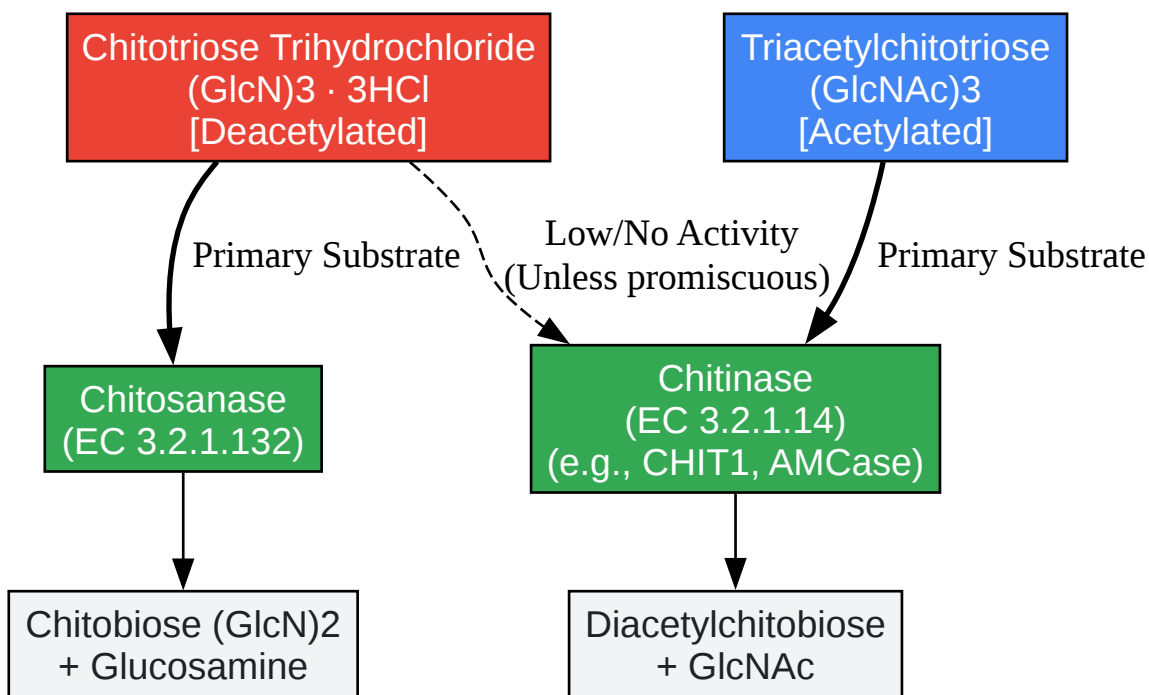 Chitotriose Trihydrochloride
(GlcN)3 · 3HCl
[Deacetylated]
Triacetylchitotriose
(GlcNAc)3
[Acetylated]
Primary Substrate
Low/No Activity
(Unless promiscuous)
Primary Substrate
Chitosanase
(EC 3.2.1.132)
Chitinase
(EC 3.2.1.14)
(e.g., CHIT1, AMCase)
Chitobiose (GlcN)2
+ Glucosamine
Diacetylchitobiose
+ GlcNAc